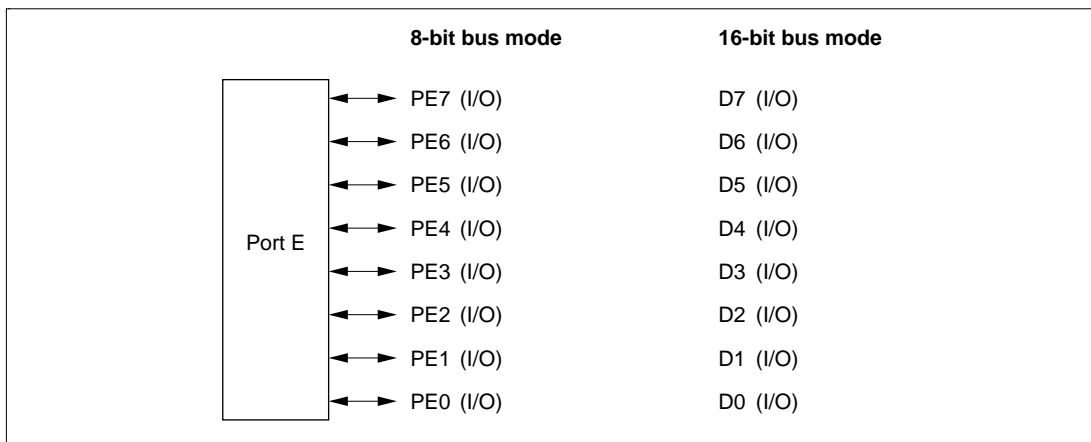 8-bit bus mode 16-bit bus mode
PE7 (I/O) D7 (I/O)
PE6 (I/O) D6 (I/O)
PE5 (I/O) D5 (I/O)
PE4 (I/O) D4 (I/O)
Port E
PE3 (I/O) D3 (I/O)
PE2 (I/O) D2 (I/O)
PE1 (I/O) D1 (I/O)
PE0 (I/O) D0 (I/O)